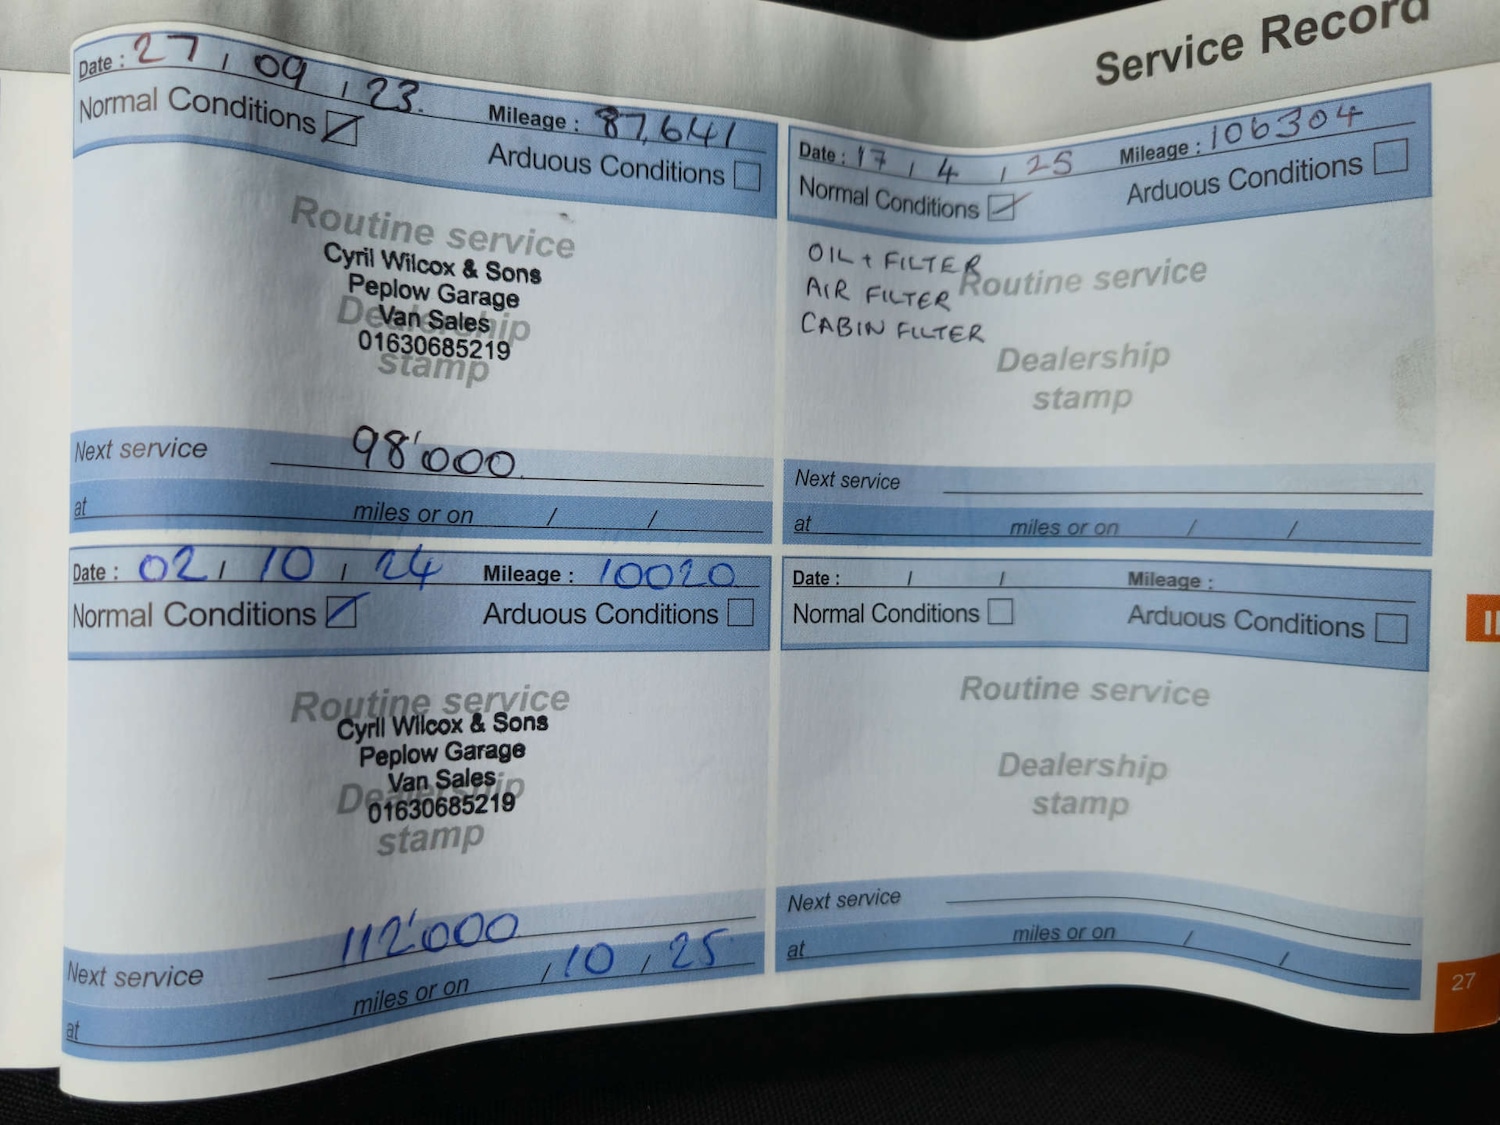 Service Record
Date : 27 / 09 / 23. Mileage : 87,641
Normal Conditions Arduous Conditions
Routine service
Cyril Wilcox & Sons
Peplow Garage
Dealership
Van Sales
01630685219
stamp
Next service 98'000.
at miles or on / /
Date : 17 / 4 / 25 Mileage : 106304
Normal Conditions Arduous Conditions
OIL + FILTER
AIR FILTER
CABIN FILTER
Routine service
Dealership
stamp
Next service
at miles or on / /
Date : 02 / 10 / 24 Mileage : 10020
Normal Conditions Arduous Conditions
Routine service
Cyril Wilcox & Sons
Peplow Garage
Dealership
Van Sales
01630685219
stamp
Next service 112'000
at miles or on / 10 / 25
Date : / / Mileage :
Normal Conditions Arduous Conditions
Routine service
Dealership
stamp
Next service
at miles or on / /
27